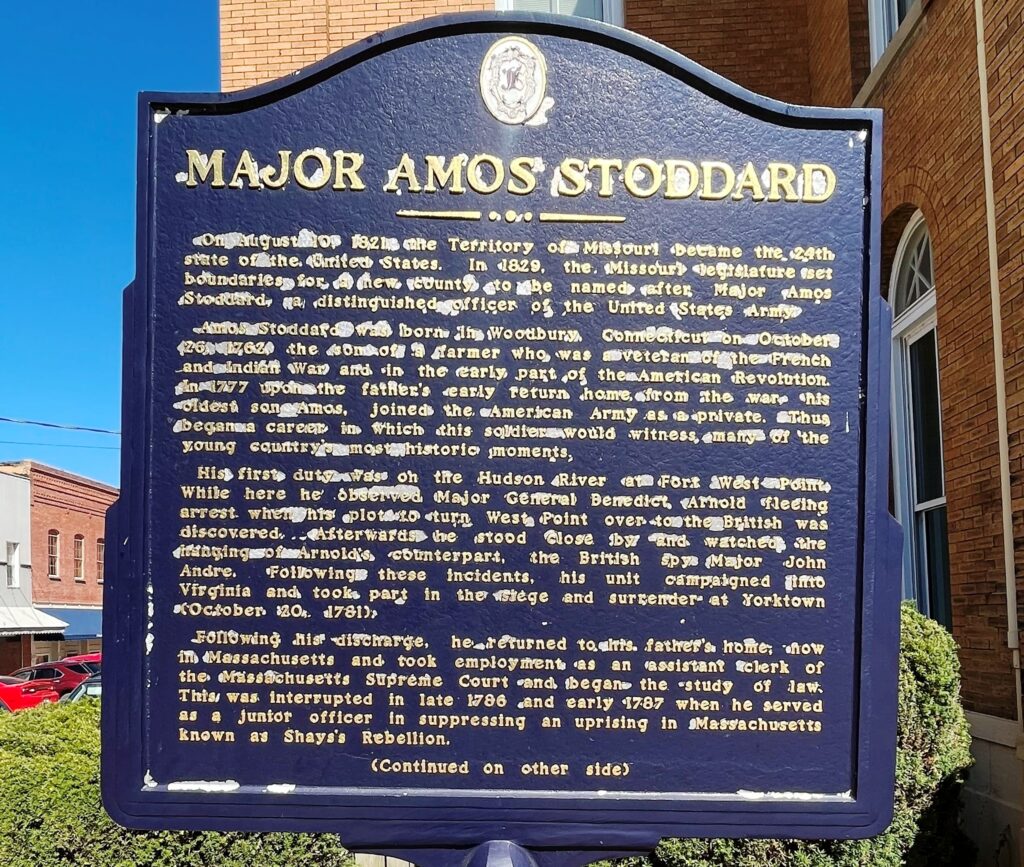 MAJOR AMOS STODDARD
On August 10, 1821, the Territory of Missouri became the 24th
state of the United States. In 1829, the Missouri legislature set
boundaries for a new county to be named after Major Amos
Stoddard, a distinguished officer of the United States Army.
Amos Stoddard was born in Woodbury, Connecticut on October
26, 1762, the son of a farmer who was a veteran of the French
and Indian War and in the early part of the American Revolution.
In 1777 upon the father's early return home from the war, his
oldest son Amos, joined the American Army as a private. Thus
began a career in which this soldier would witness many of the
young country's most historic moments.
His first duty was on the Hudson River at Fort West Point.
While here he observed Major General Benedict Arnold fleeing
arrest when his plot to turn West Point over to the British was
discovered. Afterwards he stood close by and watched the
hanging of Arnold's counterpart, the British spy Major John
Andre. Following these incidents, his unit campaigned into
Virginia and took part in the siege and surrender at Yorktown
(October 20, 1781).
Following his discharge, he returned to his father's home, now
in Massachusetts and took employment as an assistant clerk of
the Massachusetts Supreme Court and began the study of law.
This was interrupted in late 1786 and early 1787 when he served
as a junior officer in suppressing an uprising in Massachusetts
known as Shays's Rebellion.
(Continued on other side)